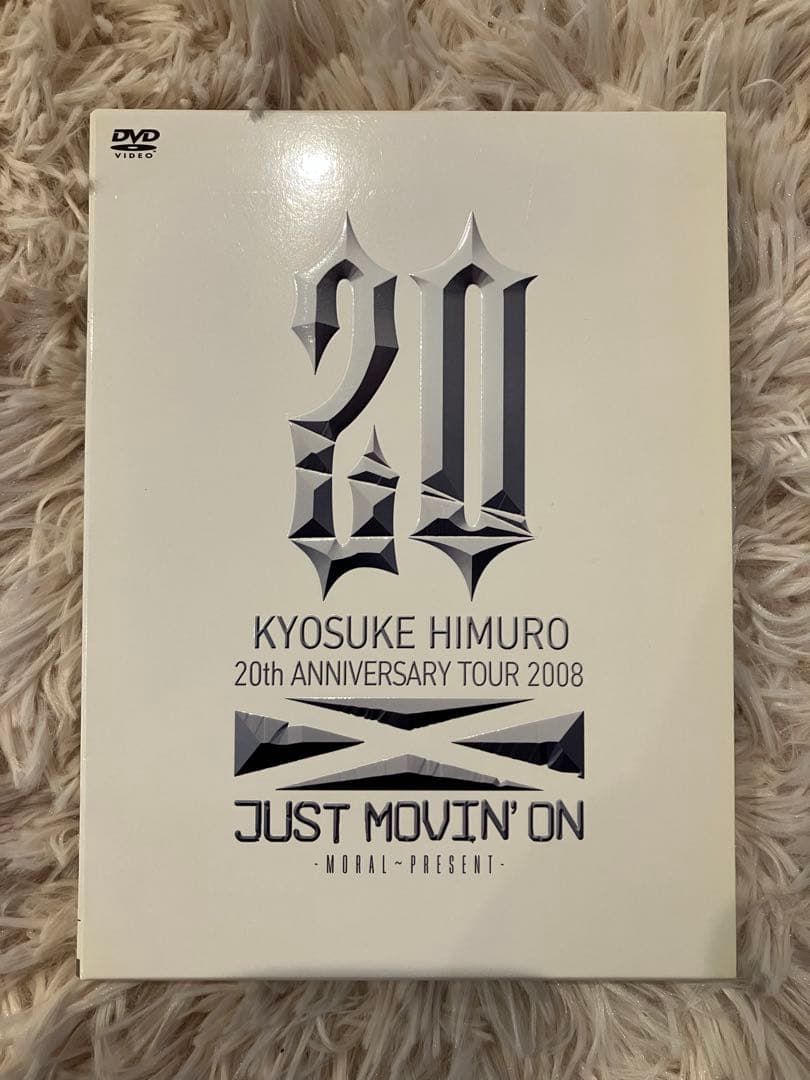 DVD
VIDEO
20
KYOSUKE HIMURO
20th ANNIVERSARY TOUR 2008
JUST MOVIN' ON
-MORAL~PRESENT-